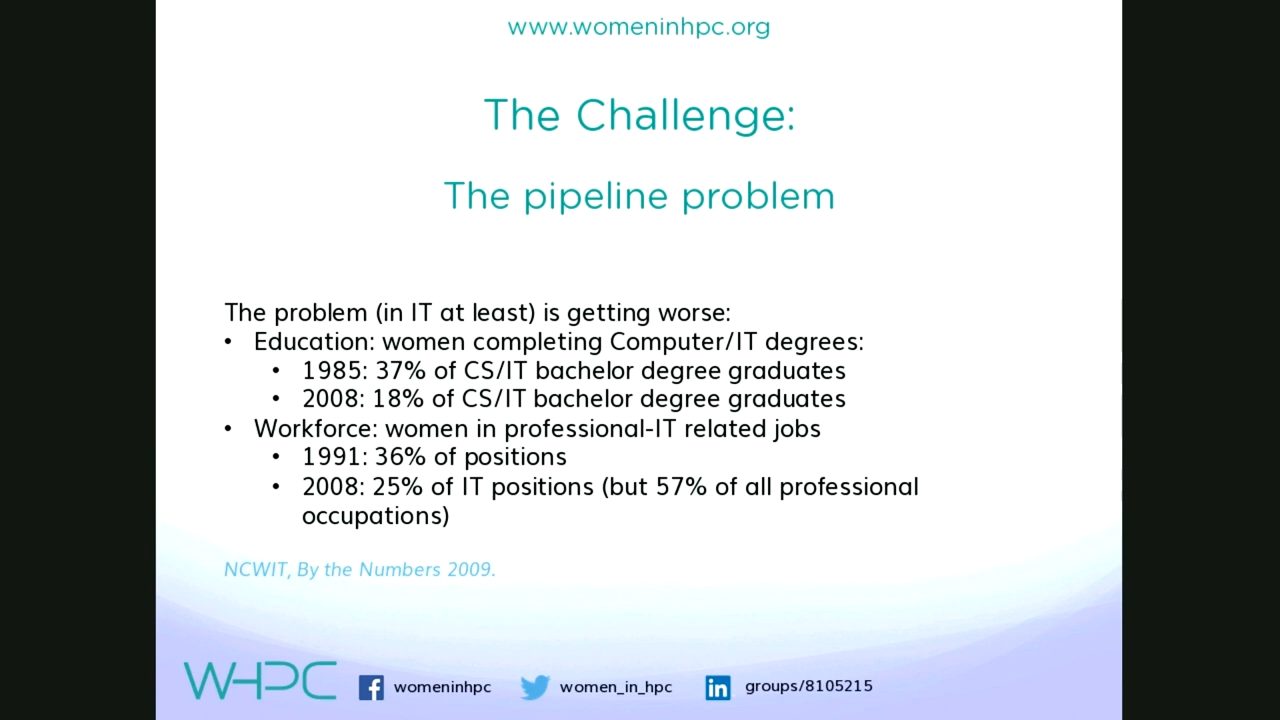 www.womeninhpc.org
The Challenge:
The pipeline problem
The problem (in IT at least) is getting worse:
• Education: women completing Computer/IT degrees:
• 1985: 37% of CS/IT bachelor degree graduates
• 2008: 18% of CS/IT bachelor degree graduates
• Workforce: women in professional-IT related jobs
• 1991: 36% of positions
• 2008: 25% of IT positions (but 57% of all professional
occupations)
NCWIT, By the Numbers 2009.
WHPC womeninhpc women_in_hpc groups/8105215